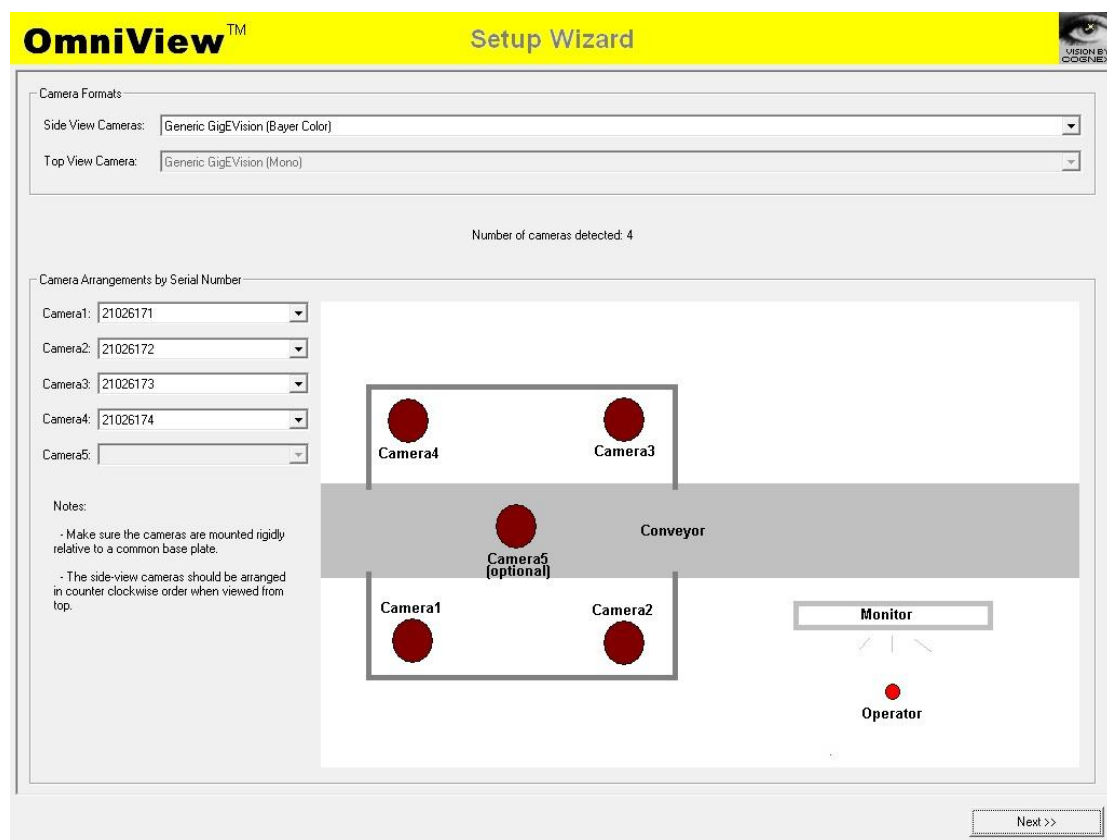 OmniView™
Setup Wizard
VISION BY
COGNEX
Camera Formats
Side View Cameras: Generic GigEVision (Bayer Color)
Top View Camera: Generic GigEVision (Mono)
Number of cameras detected: 4
Camera Arrangements by Serial Number
Camera1: 21026171
Camera2: 21026172
Camera3: 21026173
Camera4: 21026174
Camera5:
Notes:
- Make sure the cameras are mounted rigidly
relative to a common base plate.
- The side-view cameras should be arranged
in counter clockwise order when viewed from
top.
Camera4
Camera3
Conveyor
Camera5
(optional)
Camera1
Camera2
Monitor
Operator
Next >>